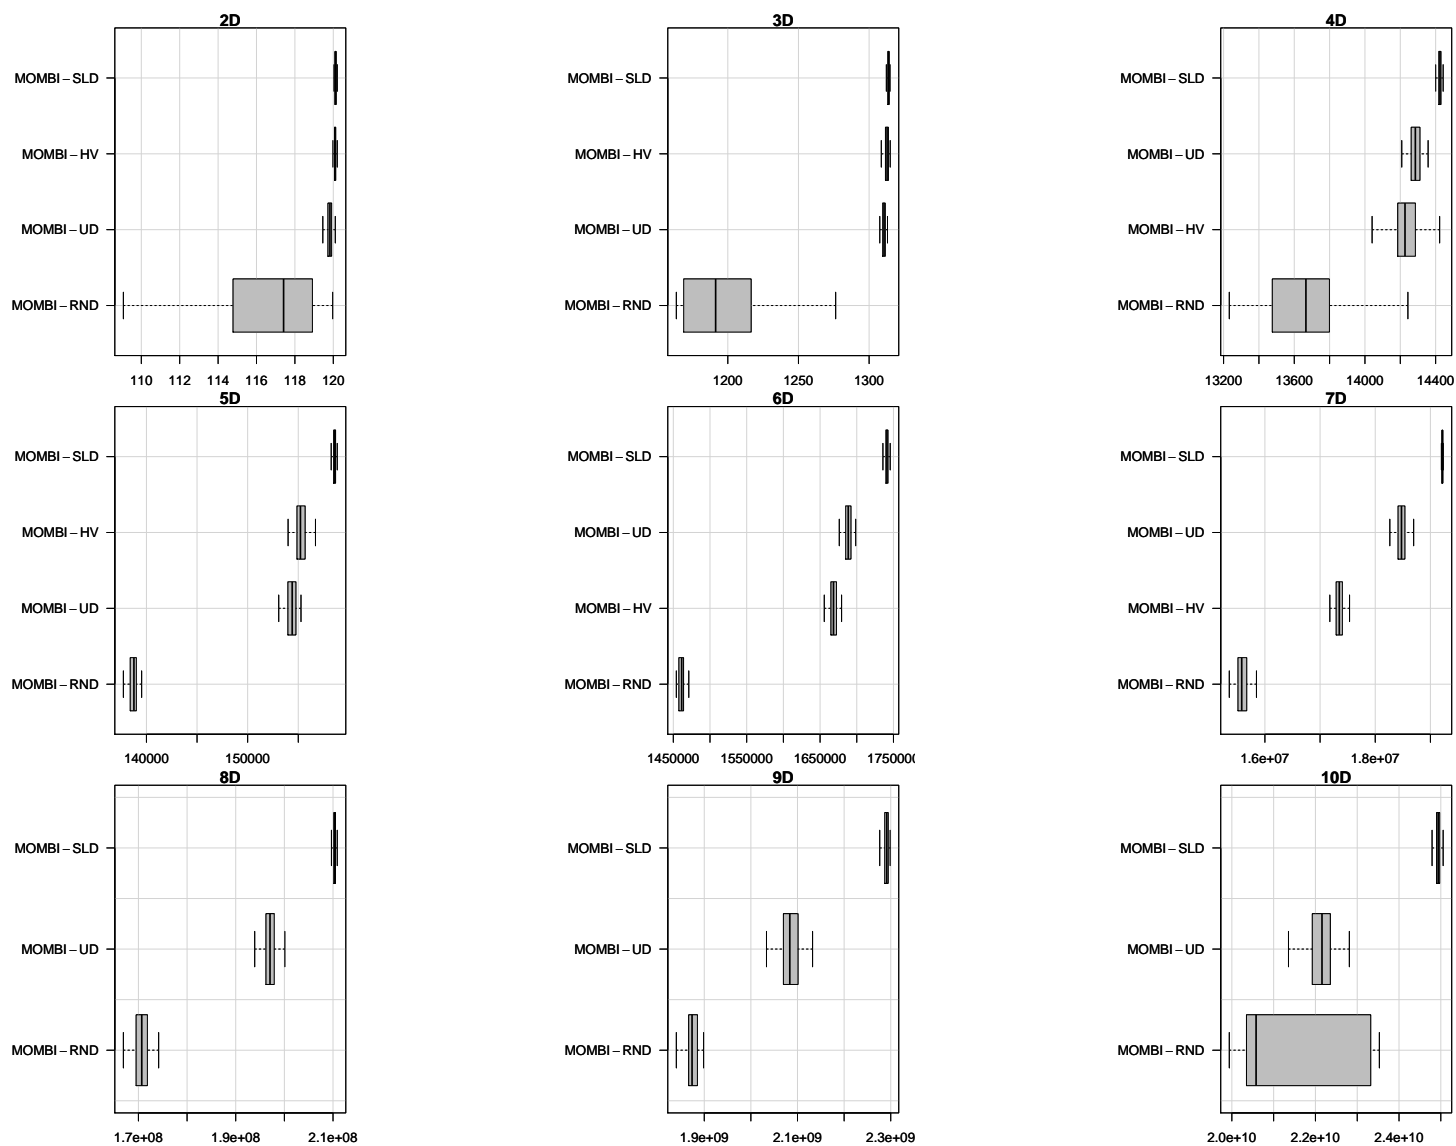 2D
MOMBI-SLD
MOMBI-HV
MOMBI-UD
MOMBI-RND
110 112 114 116 118 120
3D
MOMBI-SLD
MOMBI-HV
MOMBI-UD
MOMBI-RND
1200 1250 1300
4D
MOMBI-SLD
MOMBI-UD
MOMBI-HV
MOMBI-RND
13200 13600 14000 14400
5D
MOMBI-SLD
MOMBI-HV
MOMBI-UD
MOMBI-RND
140000 150000
6D
MOMBI-SLD
MOMBI-UD
MOMBI-HV
MOMBI-RND
1450000 1550000 1650000
7D
MOMBI-SLD
MOMBI-UD
MOMBI-HV
MOMBI-RND
1.6e+07 1.8e+07
8D
MOMBI-SLD
MOMBI-UD
MOMBI-RND
1.7e+08 1.9e+08 2.1e+08
9D
MOMBI-SLD
MOMBI-UD
MOMBI-RND
1.9e+09 2.1e+09 2.3e+09
10D
MOMBI-SLD
MOMBI-UD
MOMBI-RND
2.0e+10 2.2e+10 2.4e+10